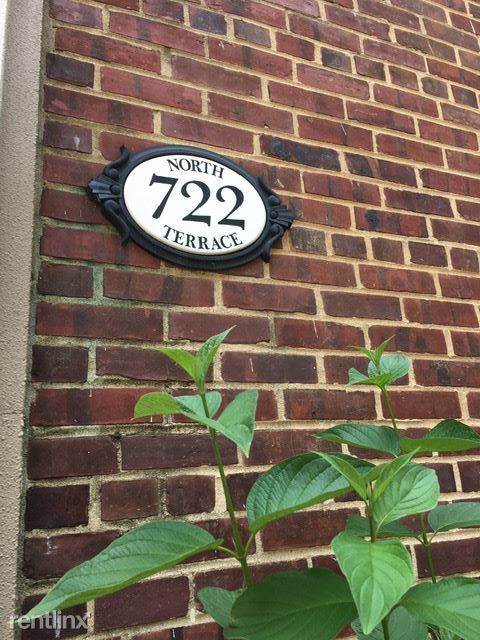 NORTH
722
TERRACE
rentlinx